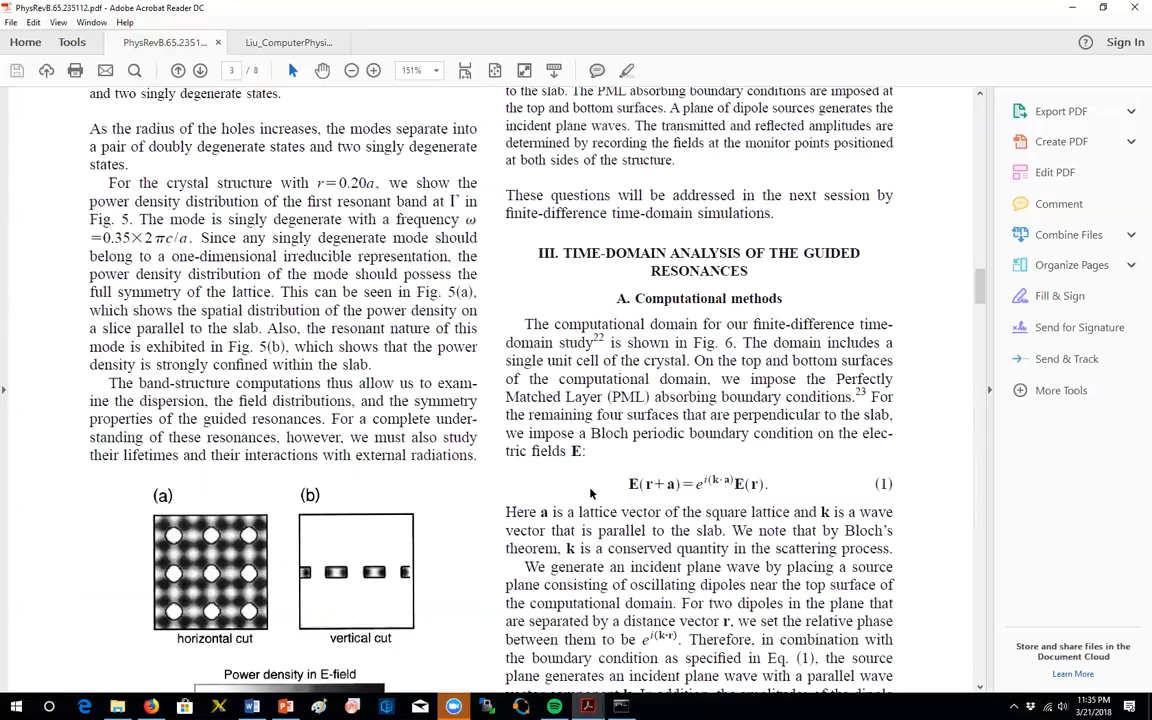 PhysRevB.65.235112.pdf - Adobe Acrobat Reader DC
File Edit View Window Help
Home Tools PhysRevB.65.2351... × Liu_ComputerPhysi... Sign In
3 / 8 151%
and two singly degenerate states.
As the radius of the holes increases, the modes separate into
a pair of doubly degenerate states and two singly degenerate
states.
For the crystal structure with r=0.20a, we show the
power density distribution of the first resonant band at Γ in
Fig. 5. The mode is singly degenerate with a frequency ω
=0.35×2πc/a. Since any singly degenerate mode should
belong to a one-dimensional irreducible representation, the
power density distribution of the mode should possess the
full symmetry of the lattice. This can be seen in Fig. 5(a),
which shows the spatial distribution of the power density on
a slice parallel to the slab. Also, the resonant nature of this
mode is exhibited in Fig. 5(b), which shows that the power
density is strongly confined within the slab.
The band-structure computations thus allow us to exam-
ine the dispersion, the field distributions, and the symmetry
properties of the guided resonances. For a complete under-
standing of these resonances, however, we must also study
their lifetimes and their interactions with external radiations.
(a) (b)
horizontal cut vertical cut
Power density in E-field
to the slab. The PML absorbing boundary conditions are imposed at
the top and bottom surfaces. A plane of dipole sources generates the
incident plane waves. The transmitted and reflected amplitudes are
determined by recording the fields at the monitor points positioned
at both sides of the structure.
These questions will be addressed in the next session by
finite-difference time-domain simulations.
III. TIME-DOMAIN ANALYSIS OF THE GUIDED
RESONANCES
A. Computational methods
The computational domain for our finite-difference time-
domain study22 is shown in Fig. 6. The domain includes a
single unit cell of the crystal. On the top and bottom surfaces
of the computational domain, we impose the Perfectly
Matched Layer (PML) absorbing boundary conditions.23 For
the remaining four surfaces that are perpendicular to the slab,
we impose a Bloch periodic boundary condition on the elec-
tric fields E:
E(r+a)=e^i(k·a)E(r). (1)
Here a is a lattice vector of the square lattice and k is a wave
vector that is parallel to the slab. We note that by Bloch's
theorem, k is a conserved quantity in the scattering process.
We generate an incident plane wave by placing a source
plane consisting of oscillating dipoles near the top surface of
the computational domain. For two dipoles in the plane that
are separated by a distance vector r, we set the relative phase
between them to be e^i(k·r). Therefore, in combination with
the boundary condition as specified in Eq. (1), the source
plane generates an incident plane wave with a parallel wave
Export PDF
Create PDF
Edit PDF
Comment
Combine Files
Organize Pages
Fill & Sign
Send for Signature
Send & Track
More Tools
Store and share files in the
Document Cloud
Learn More
11:35 PM
3/21/2018